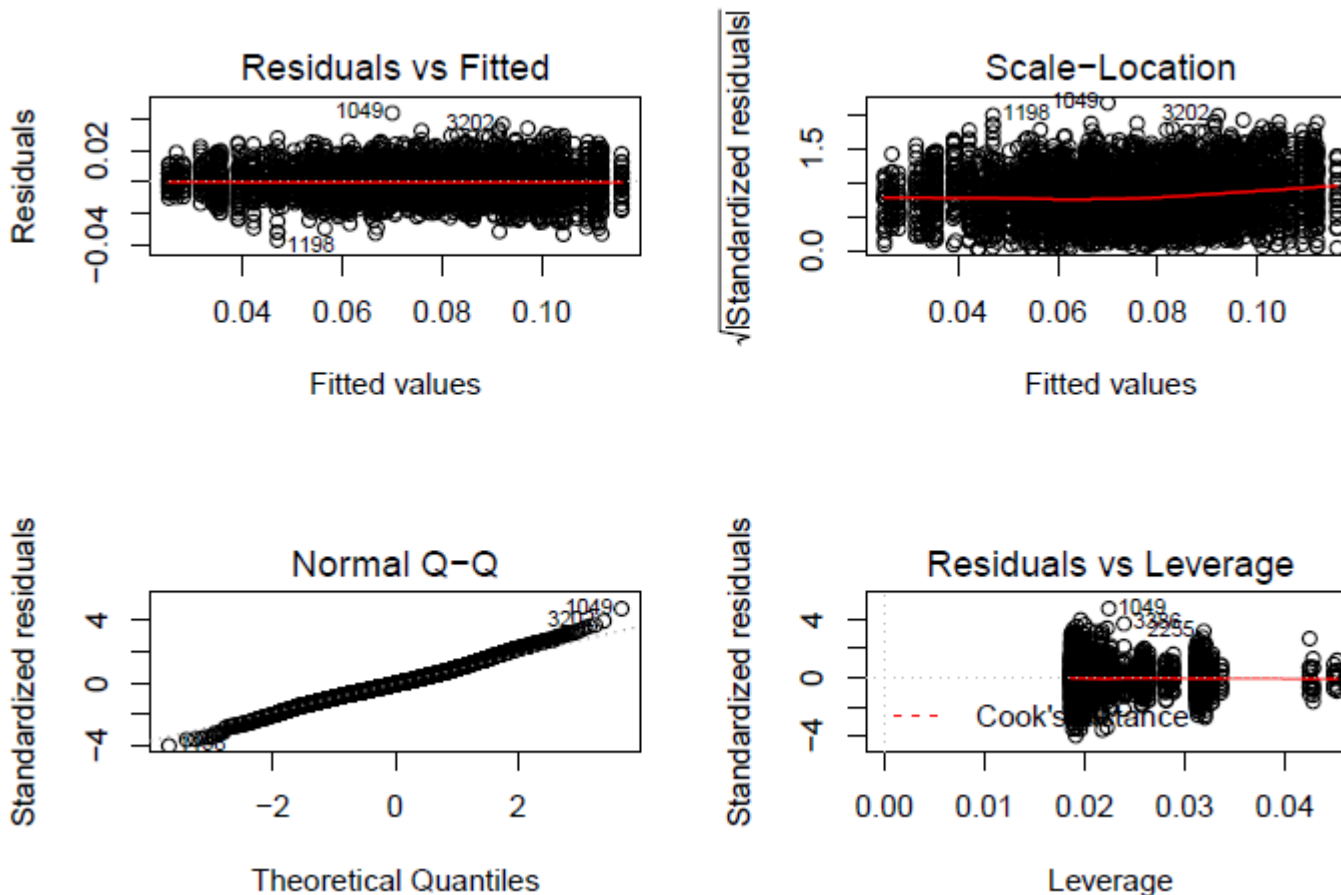 Residuals vs Fitted
Residuals
0.02
−0.04
1049
3202
1198
0.04 0.06 0.08 0.10
Fitted values
Scale−Location
√|Standardized residuals|
1.5
0.0
1198
1049
3202
0.04 0.06 0.08 0.10
Fitted values
Normal Q−Q
Standardized residuals
4
0
−4
1049
−2 0 2
Theoretical Quantiles
Residuals vs Leverage
Standardized residuals
4
0
−4
1049
2255
Cook's distance
0.00 0.01 0.02 0.03 0.04
Leverage